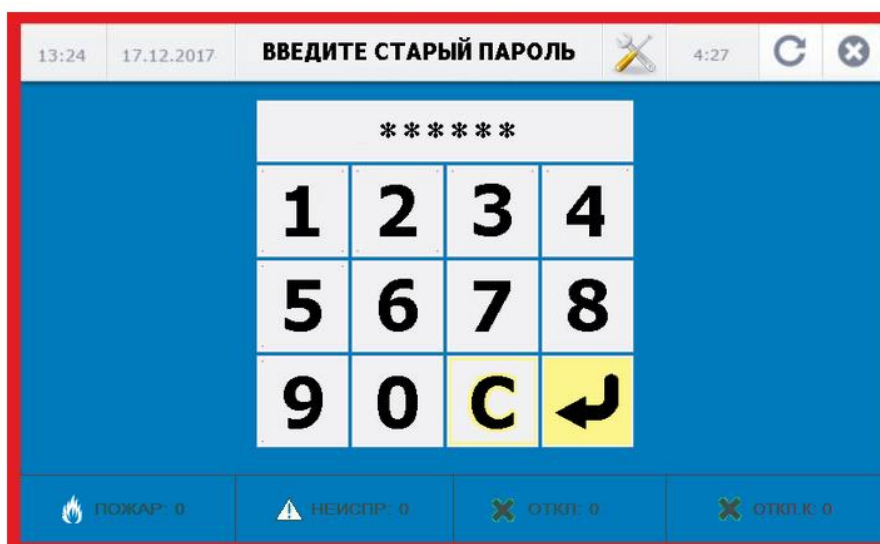 13:24 17.12.2017 ВВЕДИТЕ СТАРЫЙ ПАРОЛЬ 4:27
******
1 2 3 4
5 6 7 8
9 0 C
ПОЖАР: 0 НЕИСПР: 0 ОТКЛ: 0 ОТКЛ.К: 0